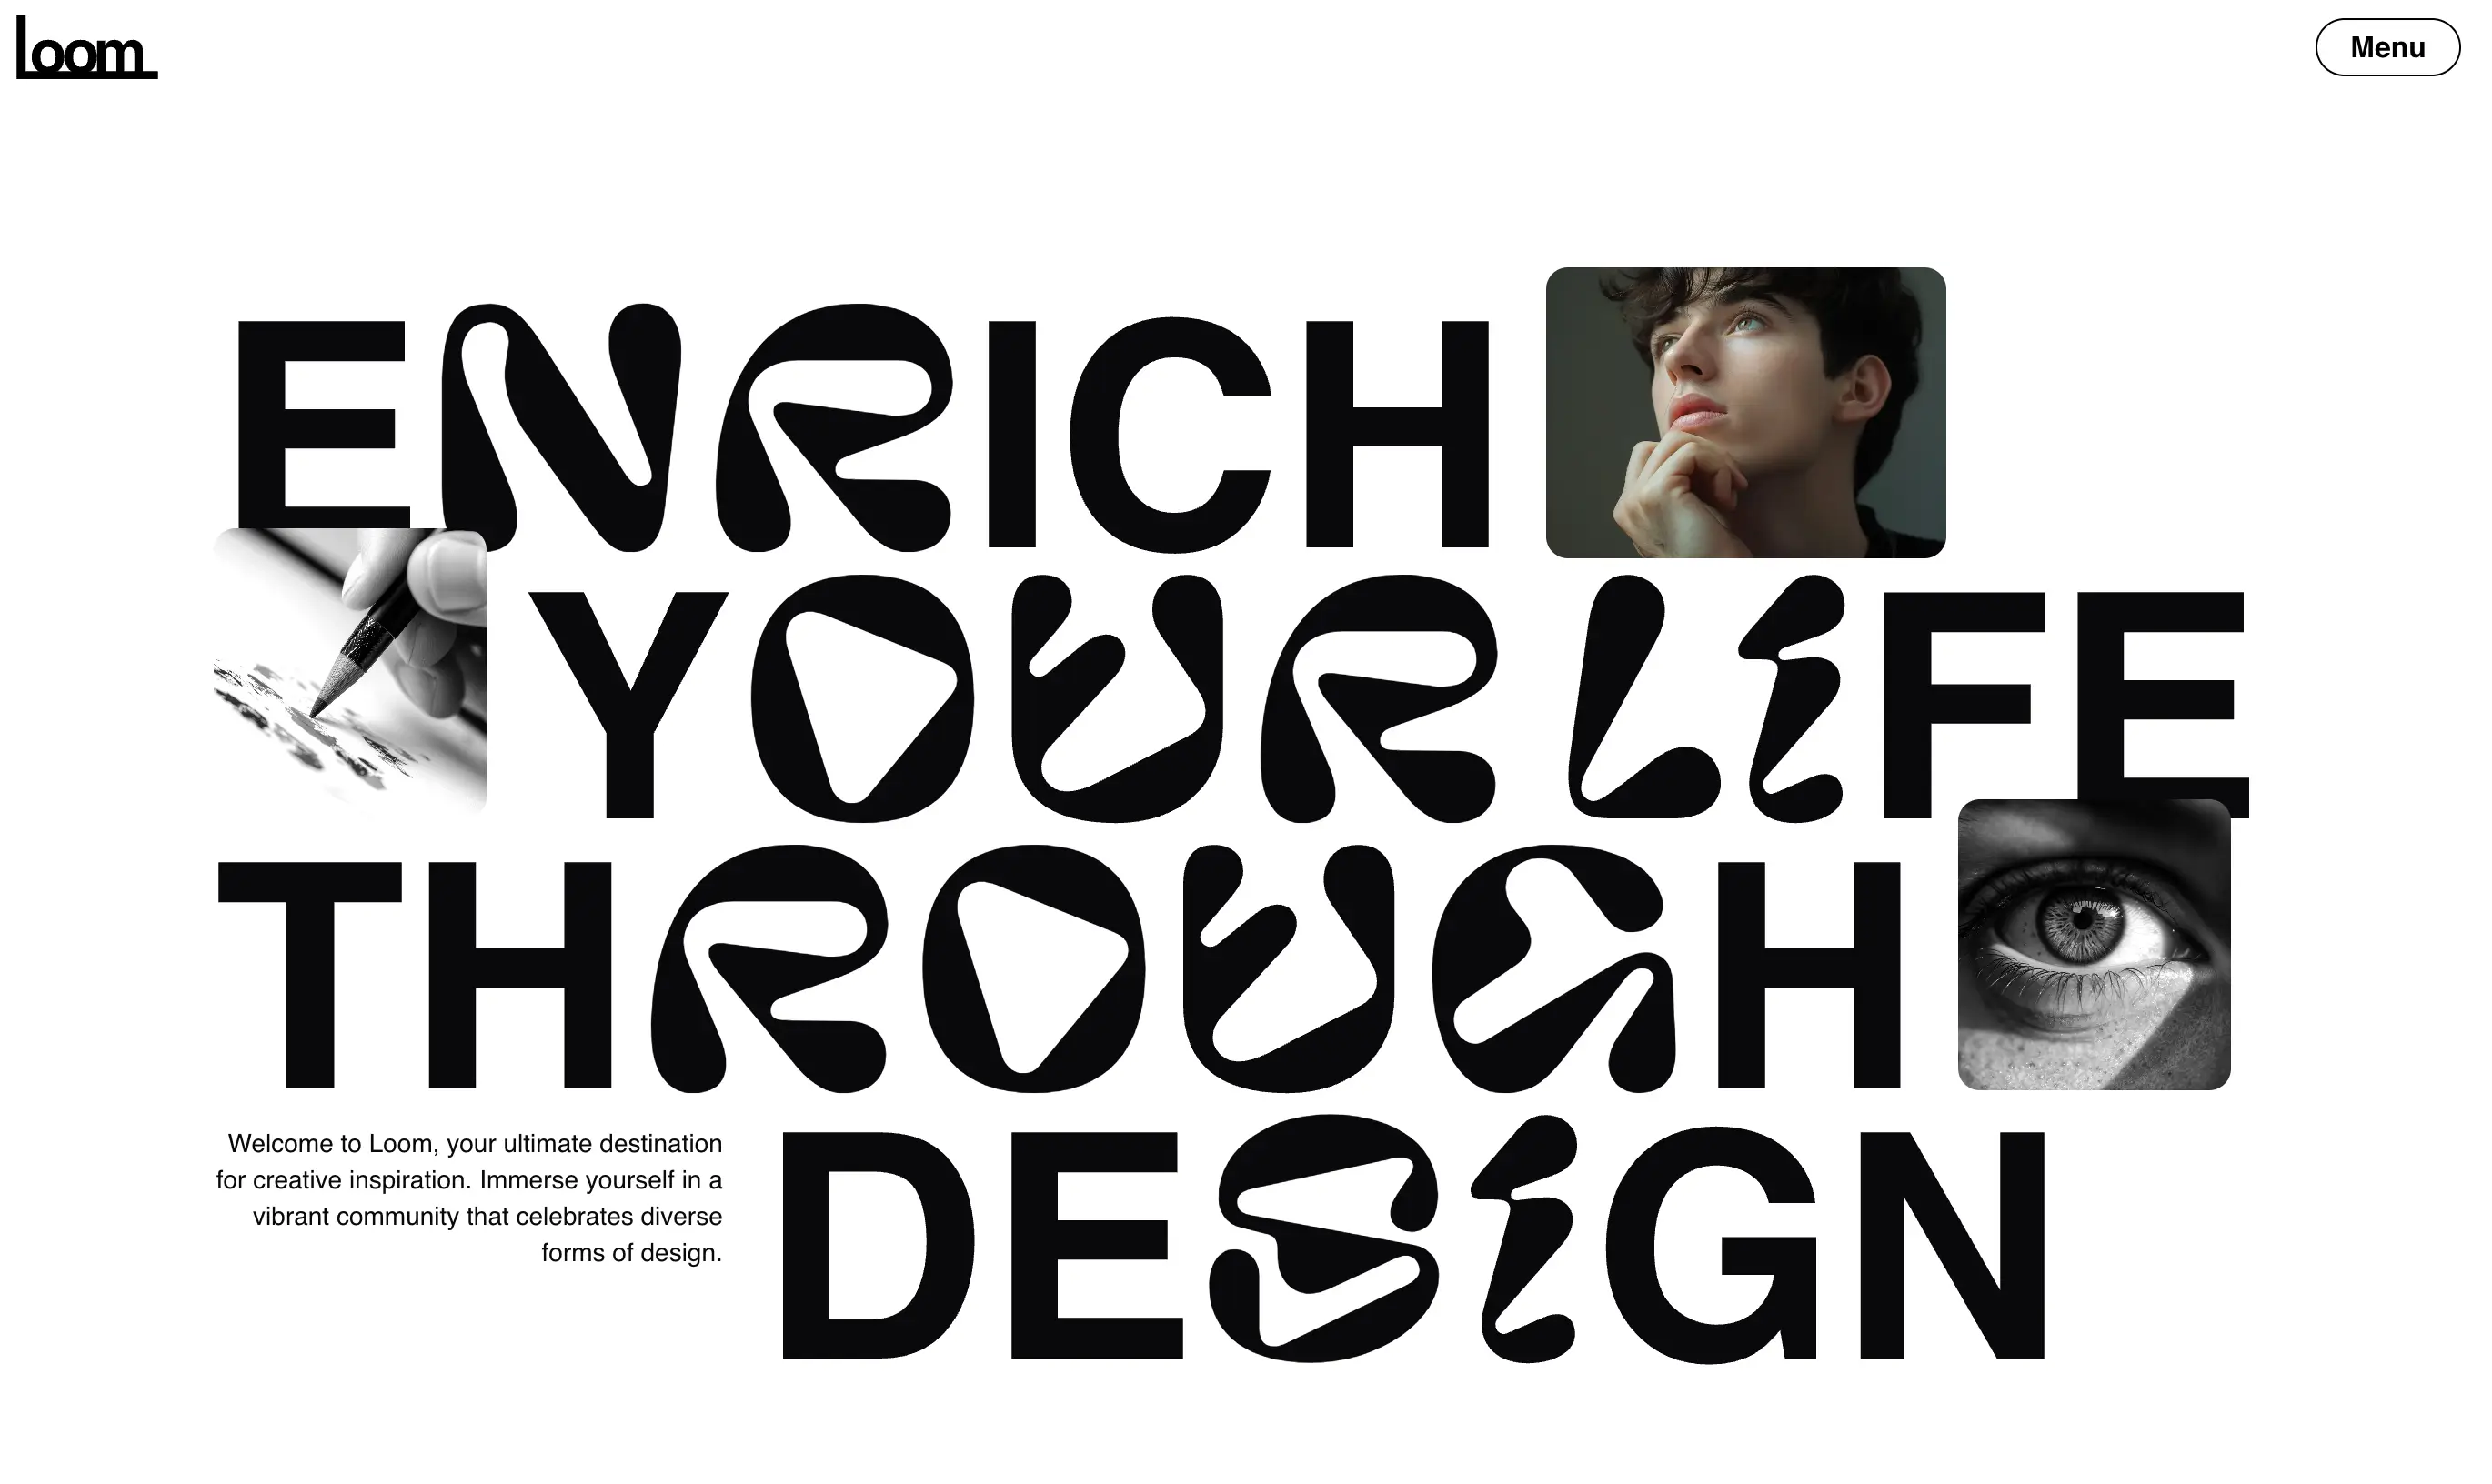 loom
Menu
ENRICH
YOUR LiFE
THROUGH
Welcome to Loom, your ultimate destination
for creative inspiration. Immerse yourself in a
vibrant community that celebrates diverse
forms of design.
DESiGN